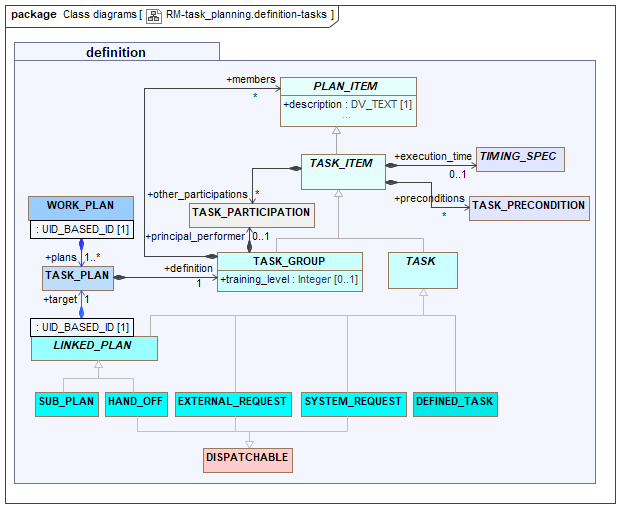 package Class diagrams [ RM-task_planning.definition-tasks ]
definition
+members
*
PLAN_ITEM
+description : DV_TEXT [1]
...
TASK_ITEM
+execution_time
0..1
TIMING_SPEC
+other_participations
*
+preconditions
*
TASK_PRECONDITION
WORK_PLAN
: UID_BASED_ID [1]
TASK_PARTICIPATION
+principal_performer
0..1
+plans
1..*
TASK_PLAN
+definition
1
TASK_GROUP
+training_level : Integer [0..1]
TASK
+target
1
: UID_BASED_ID [1]
LINKED_PLAN
SUB_PLAN
HAND_OFF
EXTERNAL_REQUEST
SYSTEM_REQUEST
DEFINED_TASK
DISPATCHABLE